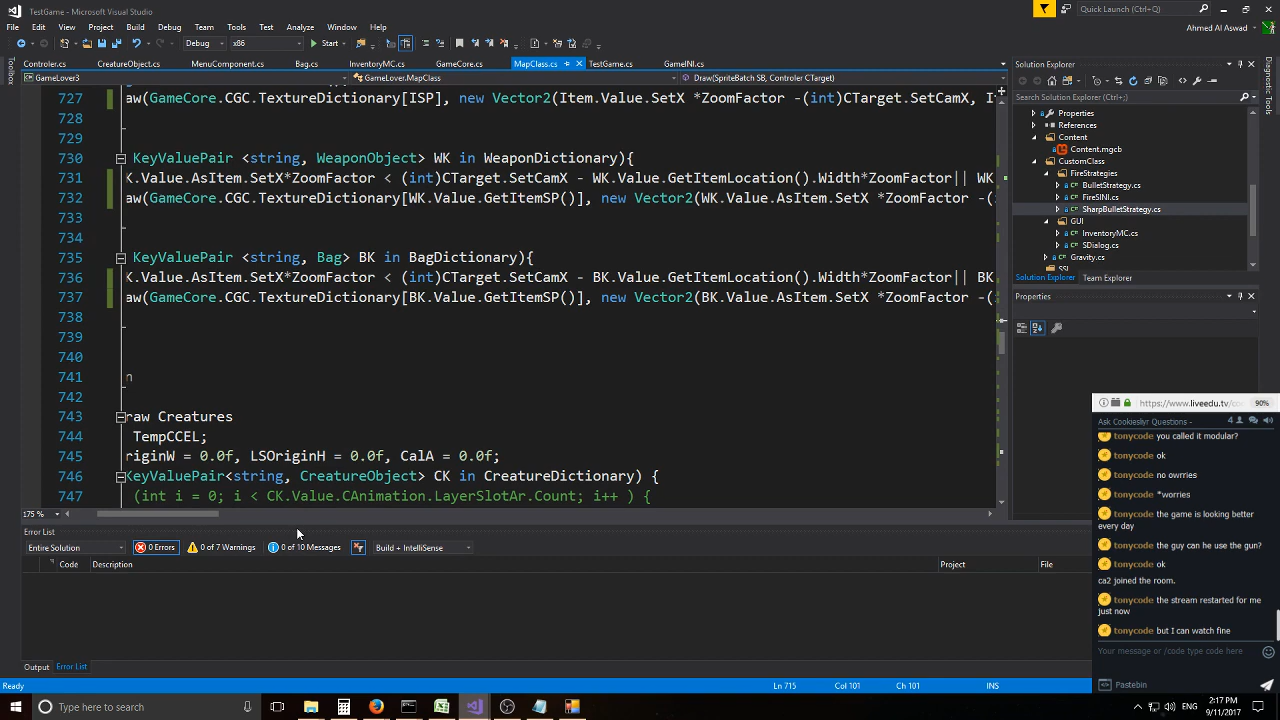 TestGame - Microsoft Visual Studio
Quick Launch (Ctrl+;)
File Edit View Project Build Debug Team Tools Test Analyze Window Help
Ahmed Al Aswad
Debug x86 Start
Toolbox
Controler.cs CreatureObject.cs MenuComponent.cs Bag.cs InventoryMC.cs GameCore.cs MapClass.cs TestGame.cs GameINI.cs
GameLover3 GameLover.MapClass Draw(SpriteBatch SB, Controler CTarget)
727 aw(GameCore.CGC.TextureDictionary[ISP], new Vector2(Item.Value.SetX *ZoomFactor -(int)CTarget.SetCamX, I
728
729
730 KeyValuePair <string, WeaponObject> WK in WeaponDictionary){
731 K.Value.AsItem.SetX*ZoomFactor < (int)CTarget.SetCamX - WK.Value.GetItemLocation().Width*ZoomFactor|| WK
732 aw(GameCore.CGC.TextureDictionary[WK.Value.GetItemSP()], new Vector2(WK.Value.AsItem.SetX *ZoomFactor -(
733
734
735 KeyValuePair <string, Bag> BK in BagDictionary){
736 K.Value.AsItem.SetX*ZoomFactor < (int)CTarget.SetCamX - BK.Value.GetItemLocation().Width*ZoomFactor|| BK
737 aw(GameCore.CGC.TextureDictionary[BK.Value.GetItemSP()], new Vector2(BK.Value.AsItem.SetX *ZoomFactor -(
738
739
740
741 n
742
743 raw Creatures
744 TempCCEL;
745 riginW = 0.0f, LSOriginH = 0.0f, CalA = 0.0f;
746 KeyValuePair<string, CreatureObject> CK in CreatureDictionary) {
747 (int i = 0; i < CK.Value.CAnimation.LayerSlotAr.Count; i++ ) {
175 %
Error List
Entire Solution 0 Errors 0 of 7 Warnings 0 of 10 Messages Build + IntelliSense
Code Description Project File
Output Error List
Ready Ln 715 Col 101 Ch 101 INS
Solution Explorer
Search Solution Explorer (Ctrl+;)
Properties
References
Content
Content.mgcb
CustomClass
FireStrategies
BulletStrategy.cs
FireSINI.cs
SharpBulletStrategy.cs
GUI
InventoryMC.cs
SDialog.cs
Gravity.cs
Solution Explorer Team Explorer
Properties
Diagnostic Tools
https://www.liveedu.tv/co 90%
Ask Cookiesliyr Questions - 4
tonycode you called it modular?
tonycode ok
tonycode no owrries
tonycode *worries
tonycode the game is looking better
every day
tonycode the guy can he use the gun?
tonycode ok
ca2 joined the room.
tonycode the stream restarted for me
just now
tonycode but I can watch fine
Your message or /code type code here
Pastebin
Type here to search
ENG
2:17 PM
9/11/2017